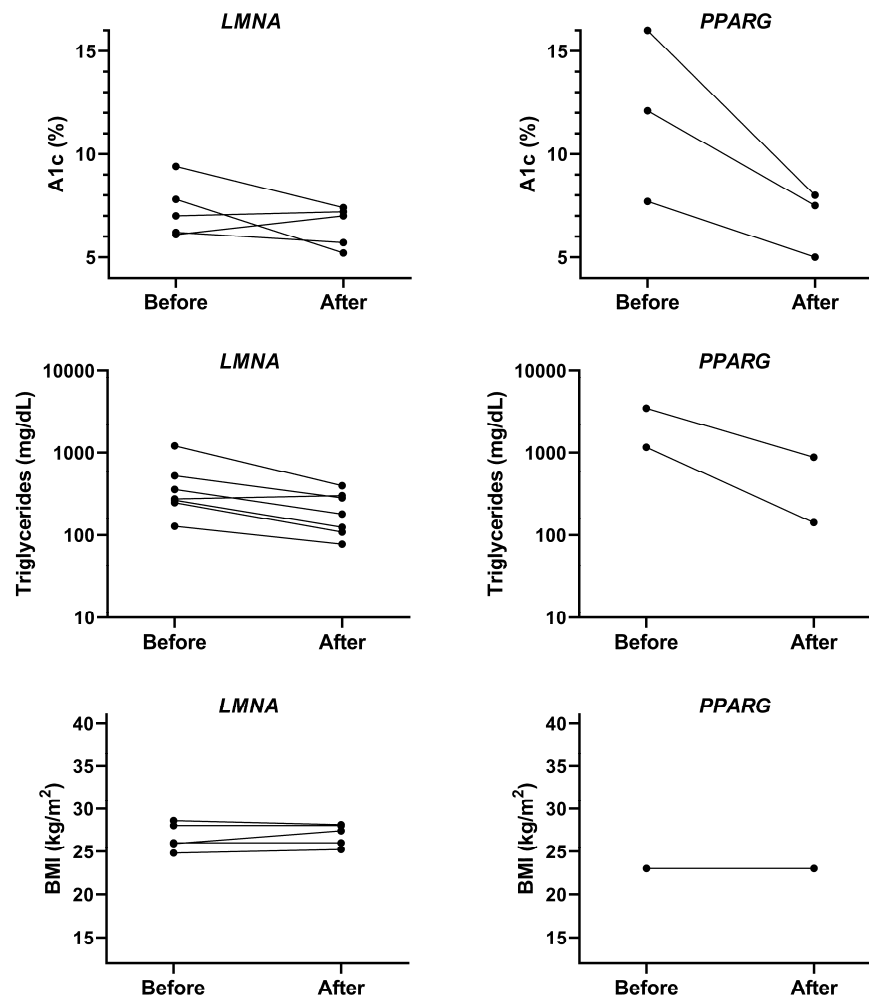 LMNA
PPARG
A1c (%)
15
10
5
Before After
A1c (%)
15
10
5
Before After
LMNA
PPARG
Triglycerides (mg/dL)
10000
1000
100
10
Before After
Triglycerides (mg/dL)
10000
1000
100
10
Before After
LMNA
PPARG
BMI (kg/m²)
40
35
30
25
20
15
Before After
BMI (kg/m²)
40
35
30
25
20
15
Before After